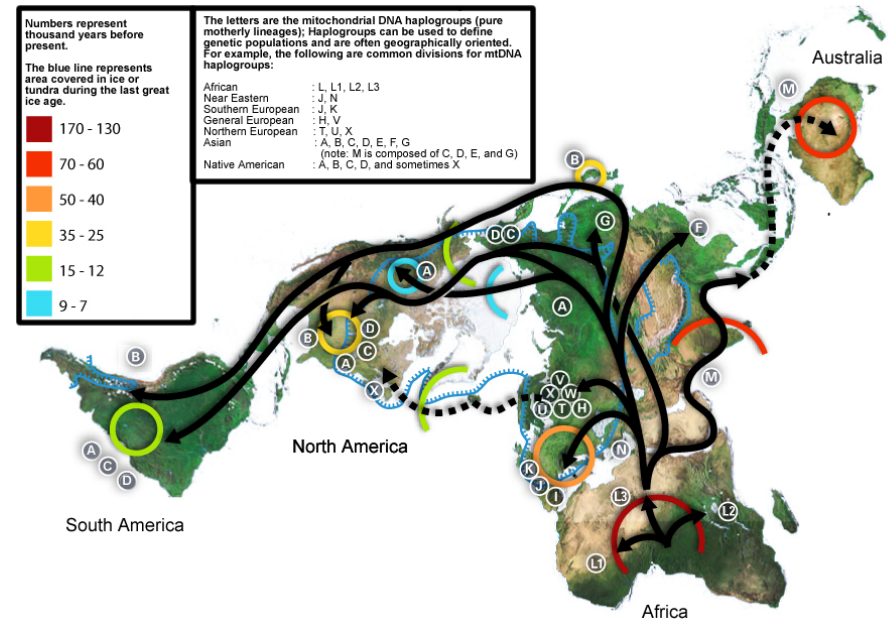 Numbers represent
thousand years before
present.
The blue line represents
area covered in ice or
tundra during the last great
ice age.
170 - 130
70 - 60
50 - 40
35 - 25
15 - 12
9 - 7
The letters are the mitochondrial DNA haplogroups (pure
motherly lineages); Haplogroups can be used to define
genetic populations and are often geographically oriented.
For example, the following are common divisions for mtDNA
haplogroups:
African : L, L1, L2, L3
Near Eastern : J, N
Southern European : J, K
General European : H, V
Northern European : T, U, X
Asian : A, B, C, D, E, F, G
(note: M is composed of C, D, E, and G)
Native American : A, B, C, D, and sometimes X
Australia
M
B
G
F
D C
A
A
B
D
C
A
X
B
M
V
X W
U T H
N
K
J
I
A
C
D
L3
L2
L1
North America
South America
Africa